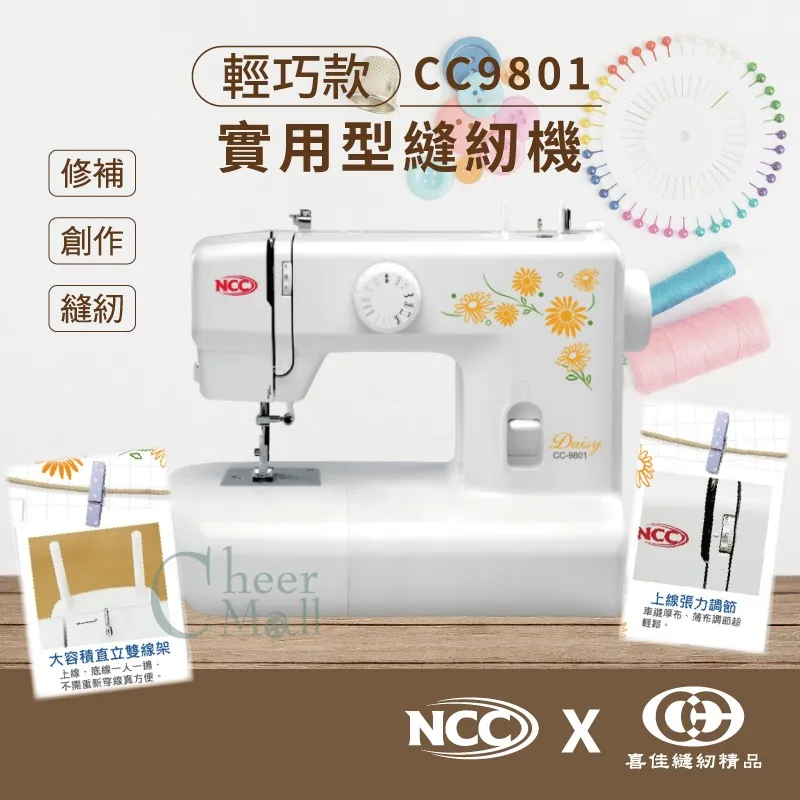 輕巧款 CC9801
實用型縫紉機
修補
創作
縫紉
NCC
Daisy
CC-9801
Cheer
Mall
大容積直立雙線架
上線、底線一人一邊,
不需重新穿線真方便。
NCC
上線張力調節
車縫厚布、薄布調節超
輕鬆。
NCC X 喜佳縫紉精品